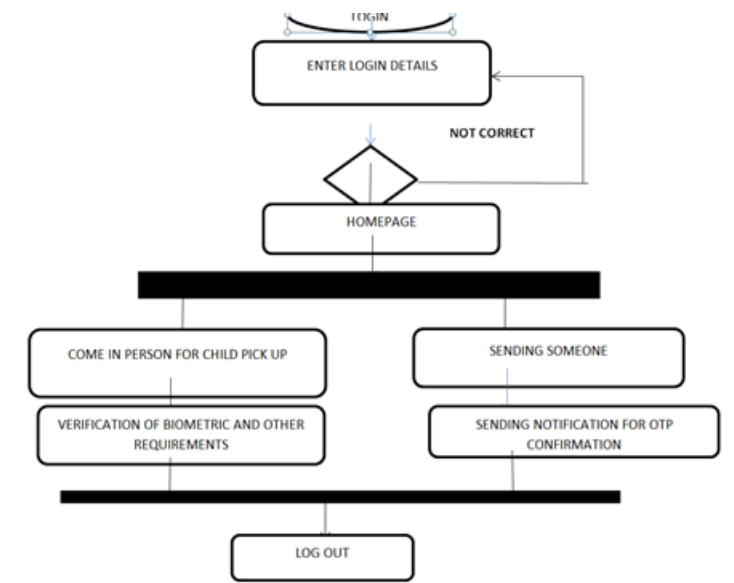 LOGIN
ENTER LOGIN DETAILS
NOT CORRECT
HOMEPAGE
COME IN PERSON FOR CHILD PICK UP
SENDING SOMEONE
VERIFICATION OF BIOMETRIC AND OTHER
REQUIREMENTS
SENDING NOTIFICATION FOR OTP
CONFIRMATION
LOG OUT